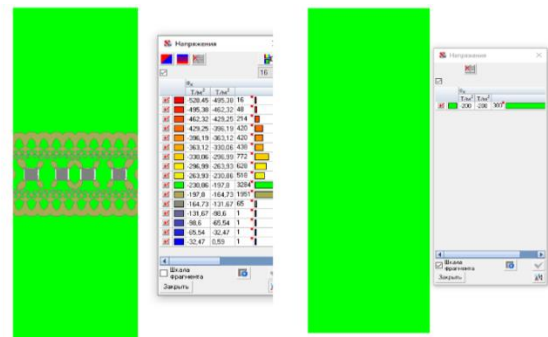 Напряжения
16
Т/м² Т/м²
-528,45 -495,38 16
-495,38 -462,32 48
-462,32 -429,25 214
-429,25 -396,19 420
-396,19 -363,12 420
-363,12 -330,06 438
-330,06 -296,99 772
-296,99 -263,93 628
-263,93 -230,86 518
-230,86 -197,8 3284
-197,8 -164,73 1951
-164,73 -131,67 65
-131,67 -98,6 1
-98,6 -65,54 1
-65,54 -32,47 1
-32,47 0,59 1
Шкала
фрагмента
Закрыть
Напряжения
Т/м² Т/м²
-200 -200
Шкала
фрагмента
Закрыть